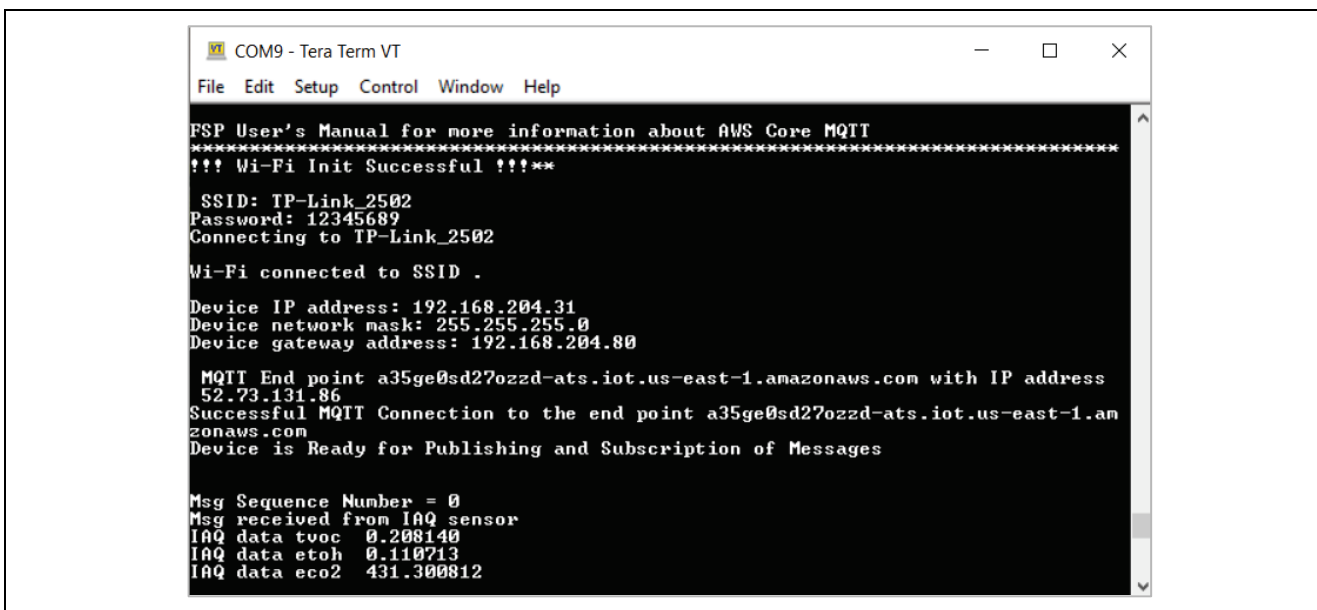 COM9 - Tera Term VT
File Edit Setup Control Window Help
FSP User's Manual for more information about AWS Core MQTT
*****************************************************************************
!!! Wi-Fi Init Successful !!!**
SSID: TP-Link_2502
Password: 12345689
Connecting to TP-Link_2502
Wi-Fi connected to SSID .
Device IP address: 192.168.204.31
Device network mask: 255.255.255.0
Device gateway address: 192.168.204.80
MQTT End point a35ge0sd27ozzd-ats.iot.us-east-1.amazonaws.com with IP address
52.73.131.86
Successful MQTT Connection to the end point a35ge0sd27ozzd-ats.iot.us-east-1.am
zonaws.com
Device is Ready for Publishing and Subscription of Messages
Msg Sequence Number = 0
Msg received from IAQ sensor
IAQ data tvoc 0.208140
IAQ data etoh 0.110713
IAQ data eco2 431.300812